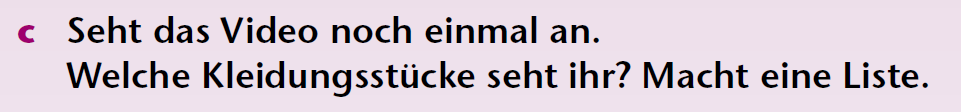 c Seht das Video noch einmal an.
Welche Kleidungsstücke seht ihr? Macht eine Liste.